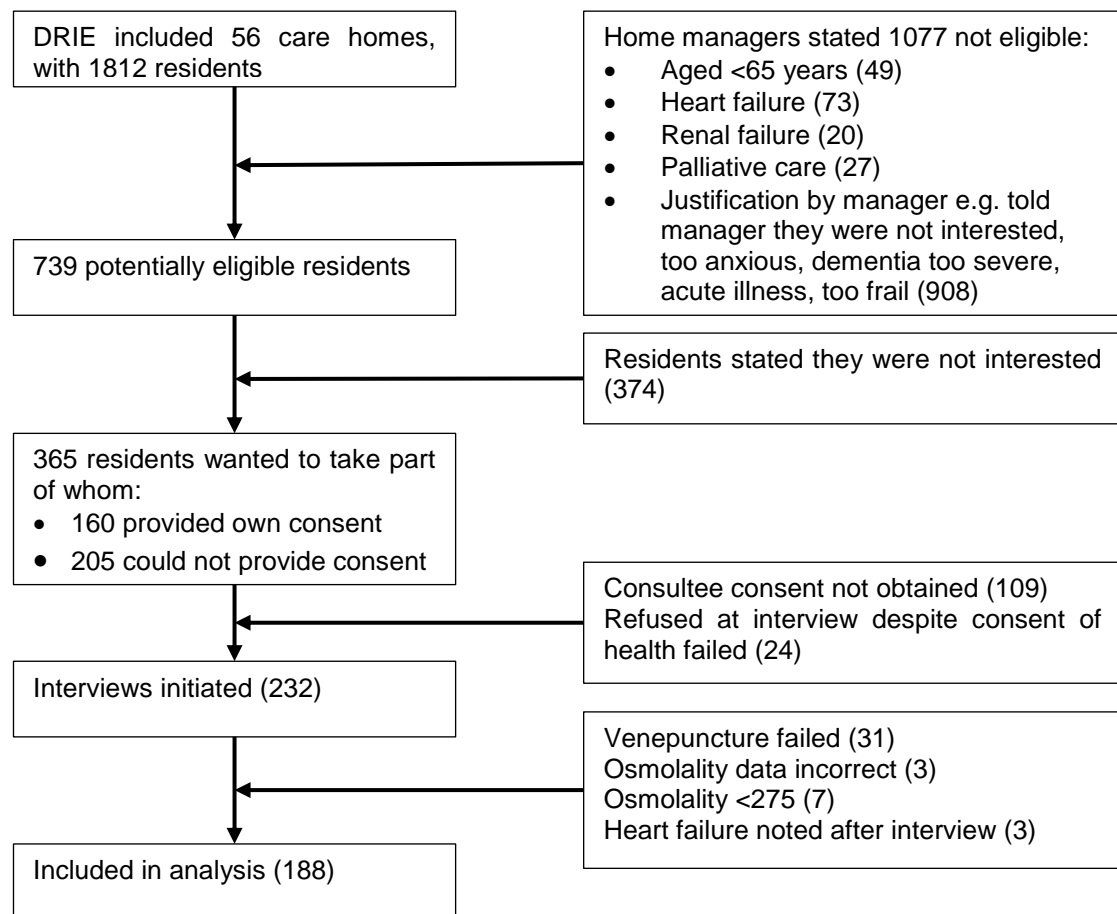 DRIE included 56 care homes,
with 1812 residents
Home managers stated 1077 not eligible:
• Aged <65 years (49)
• Heart failure (73)
• Renal failure (20)
• Palliative care (27)
• Justification by manager e.g. told
manager they were not interested,
too anxious, dementia too severe,
acute illness, too frail (908)
739 potentially eligible residents
Residents stated they were not interested
(374)
365 residents wanted to take part
of whom:
• 160 provided own consent
• 205 could not provide consent
Consultee consent not obtained (109)
Refused at interview despite consent of
health failed (24)
Interviews initiated (232)
Venepuncture failed (31)
Osmolality data incorrect (3)
Osmolality <275 (7)
Heart failure noted after interview (3)
Included in analysis (188)